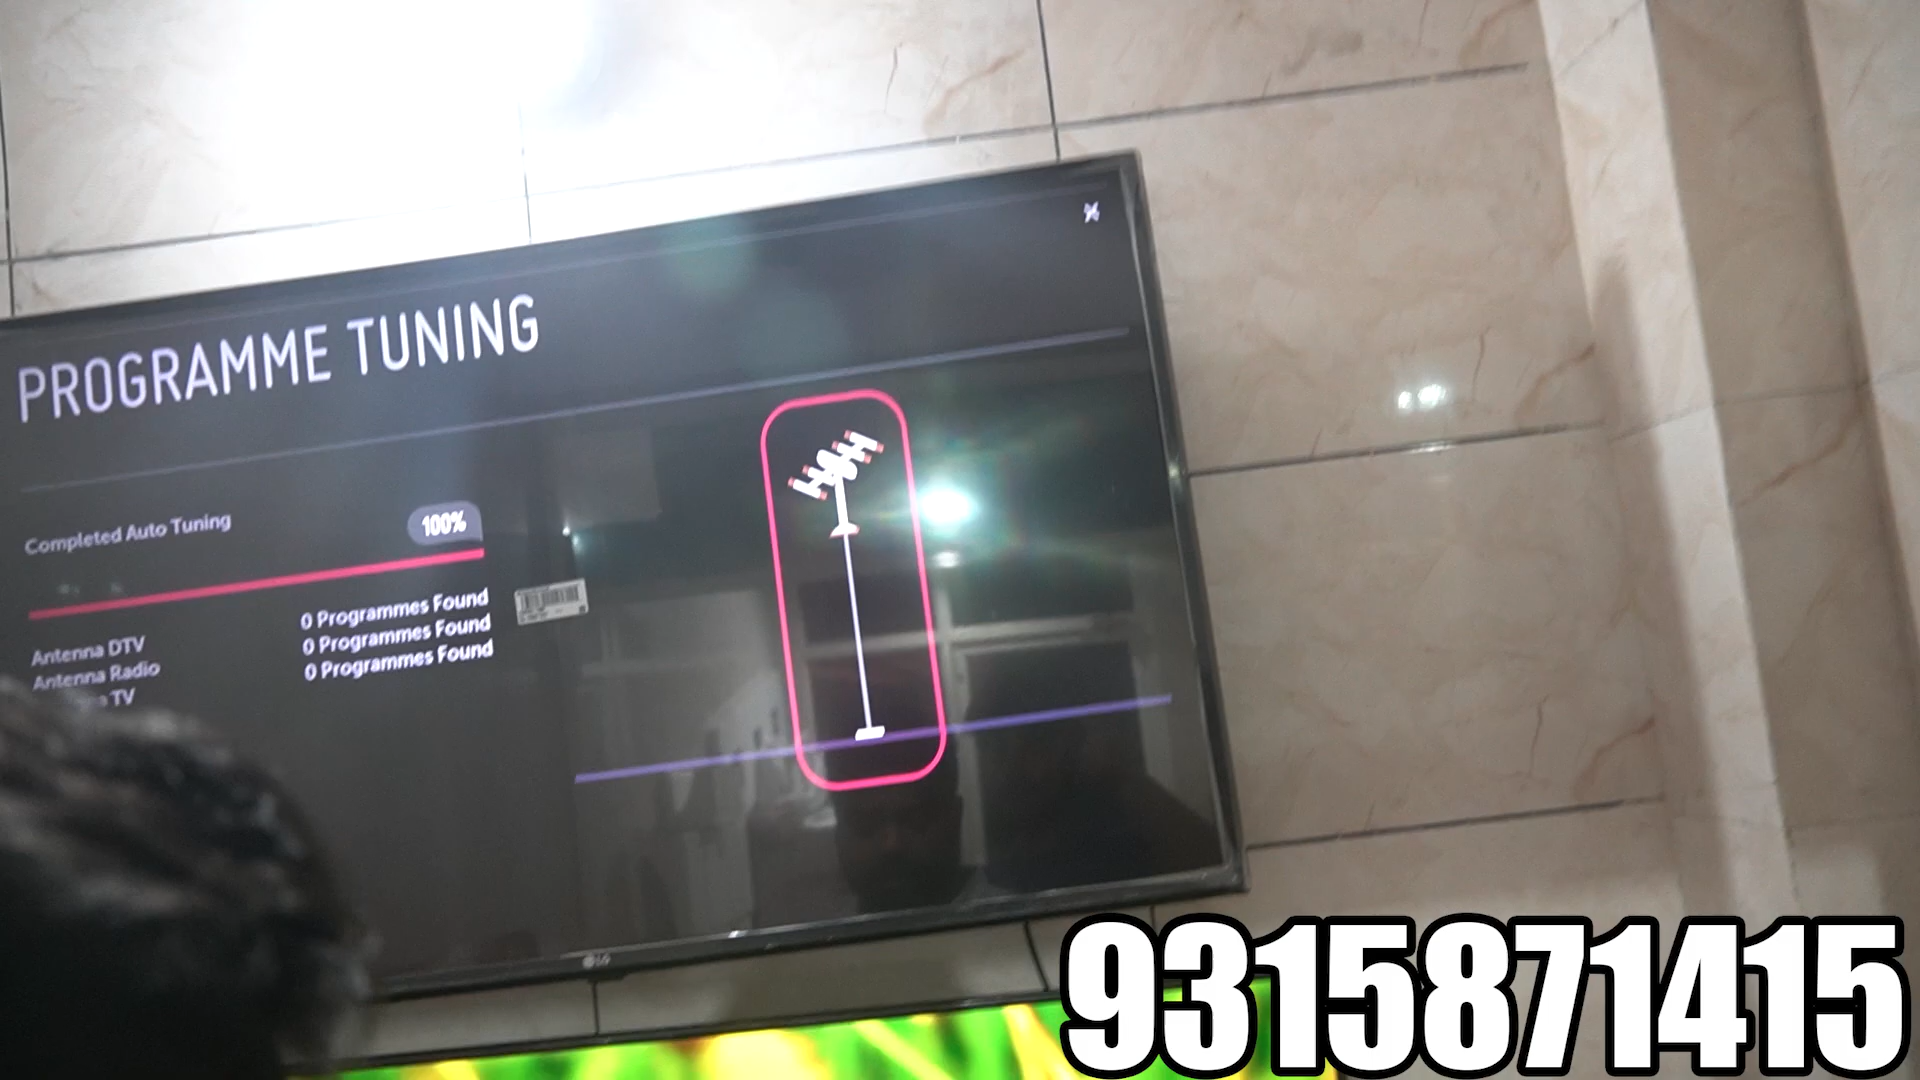 PROGRAMME TUNING
Completed Auto Tuning 100%
Antenna DTV 0 Programmes Found
Antenna Radio 0 Programmes Found
TV 0 Programmes Found
LG
9315871415